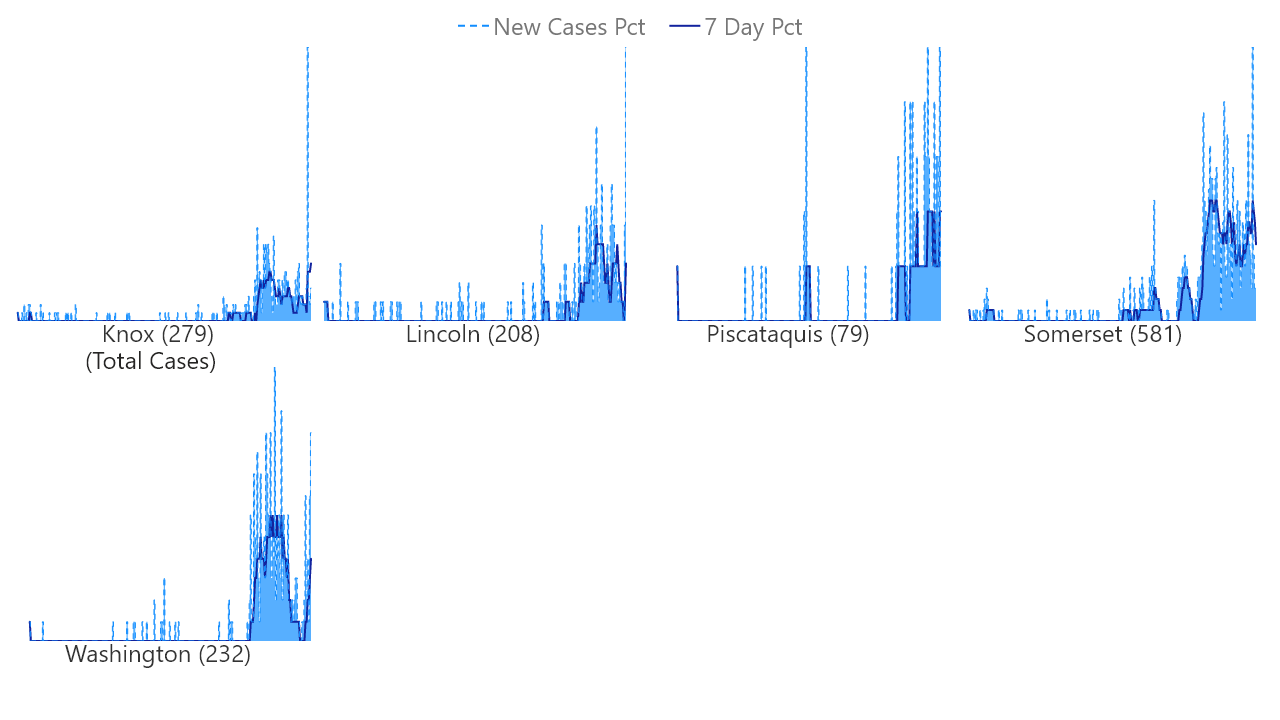 New Cases Pct 7 Day Pct
Knox (279) Lincoln (208) Piscataquis (79) Somerset (581)
(Total Cases)
Washington (232)